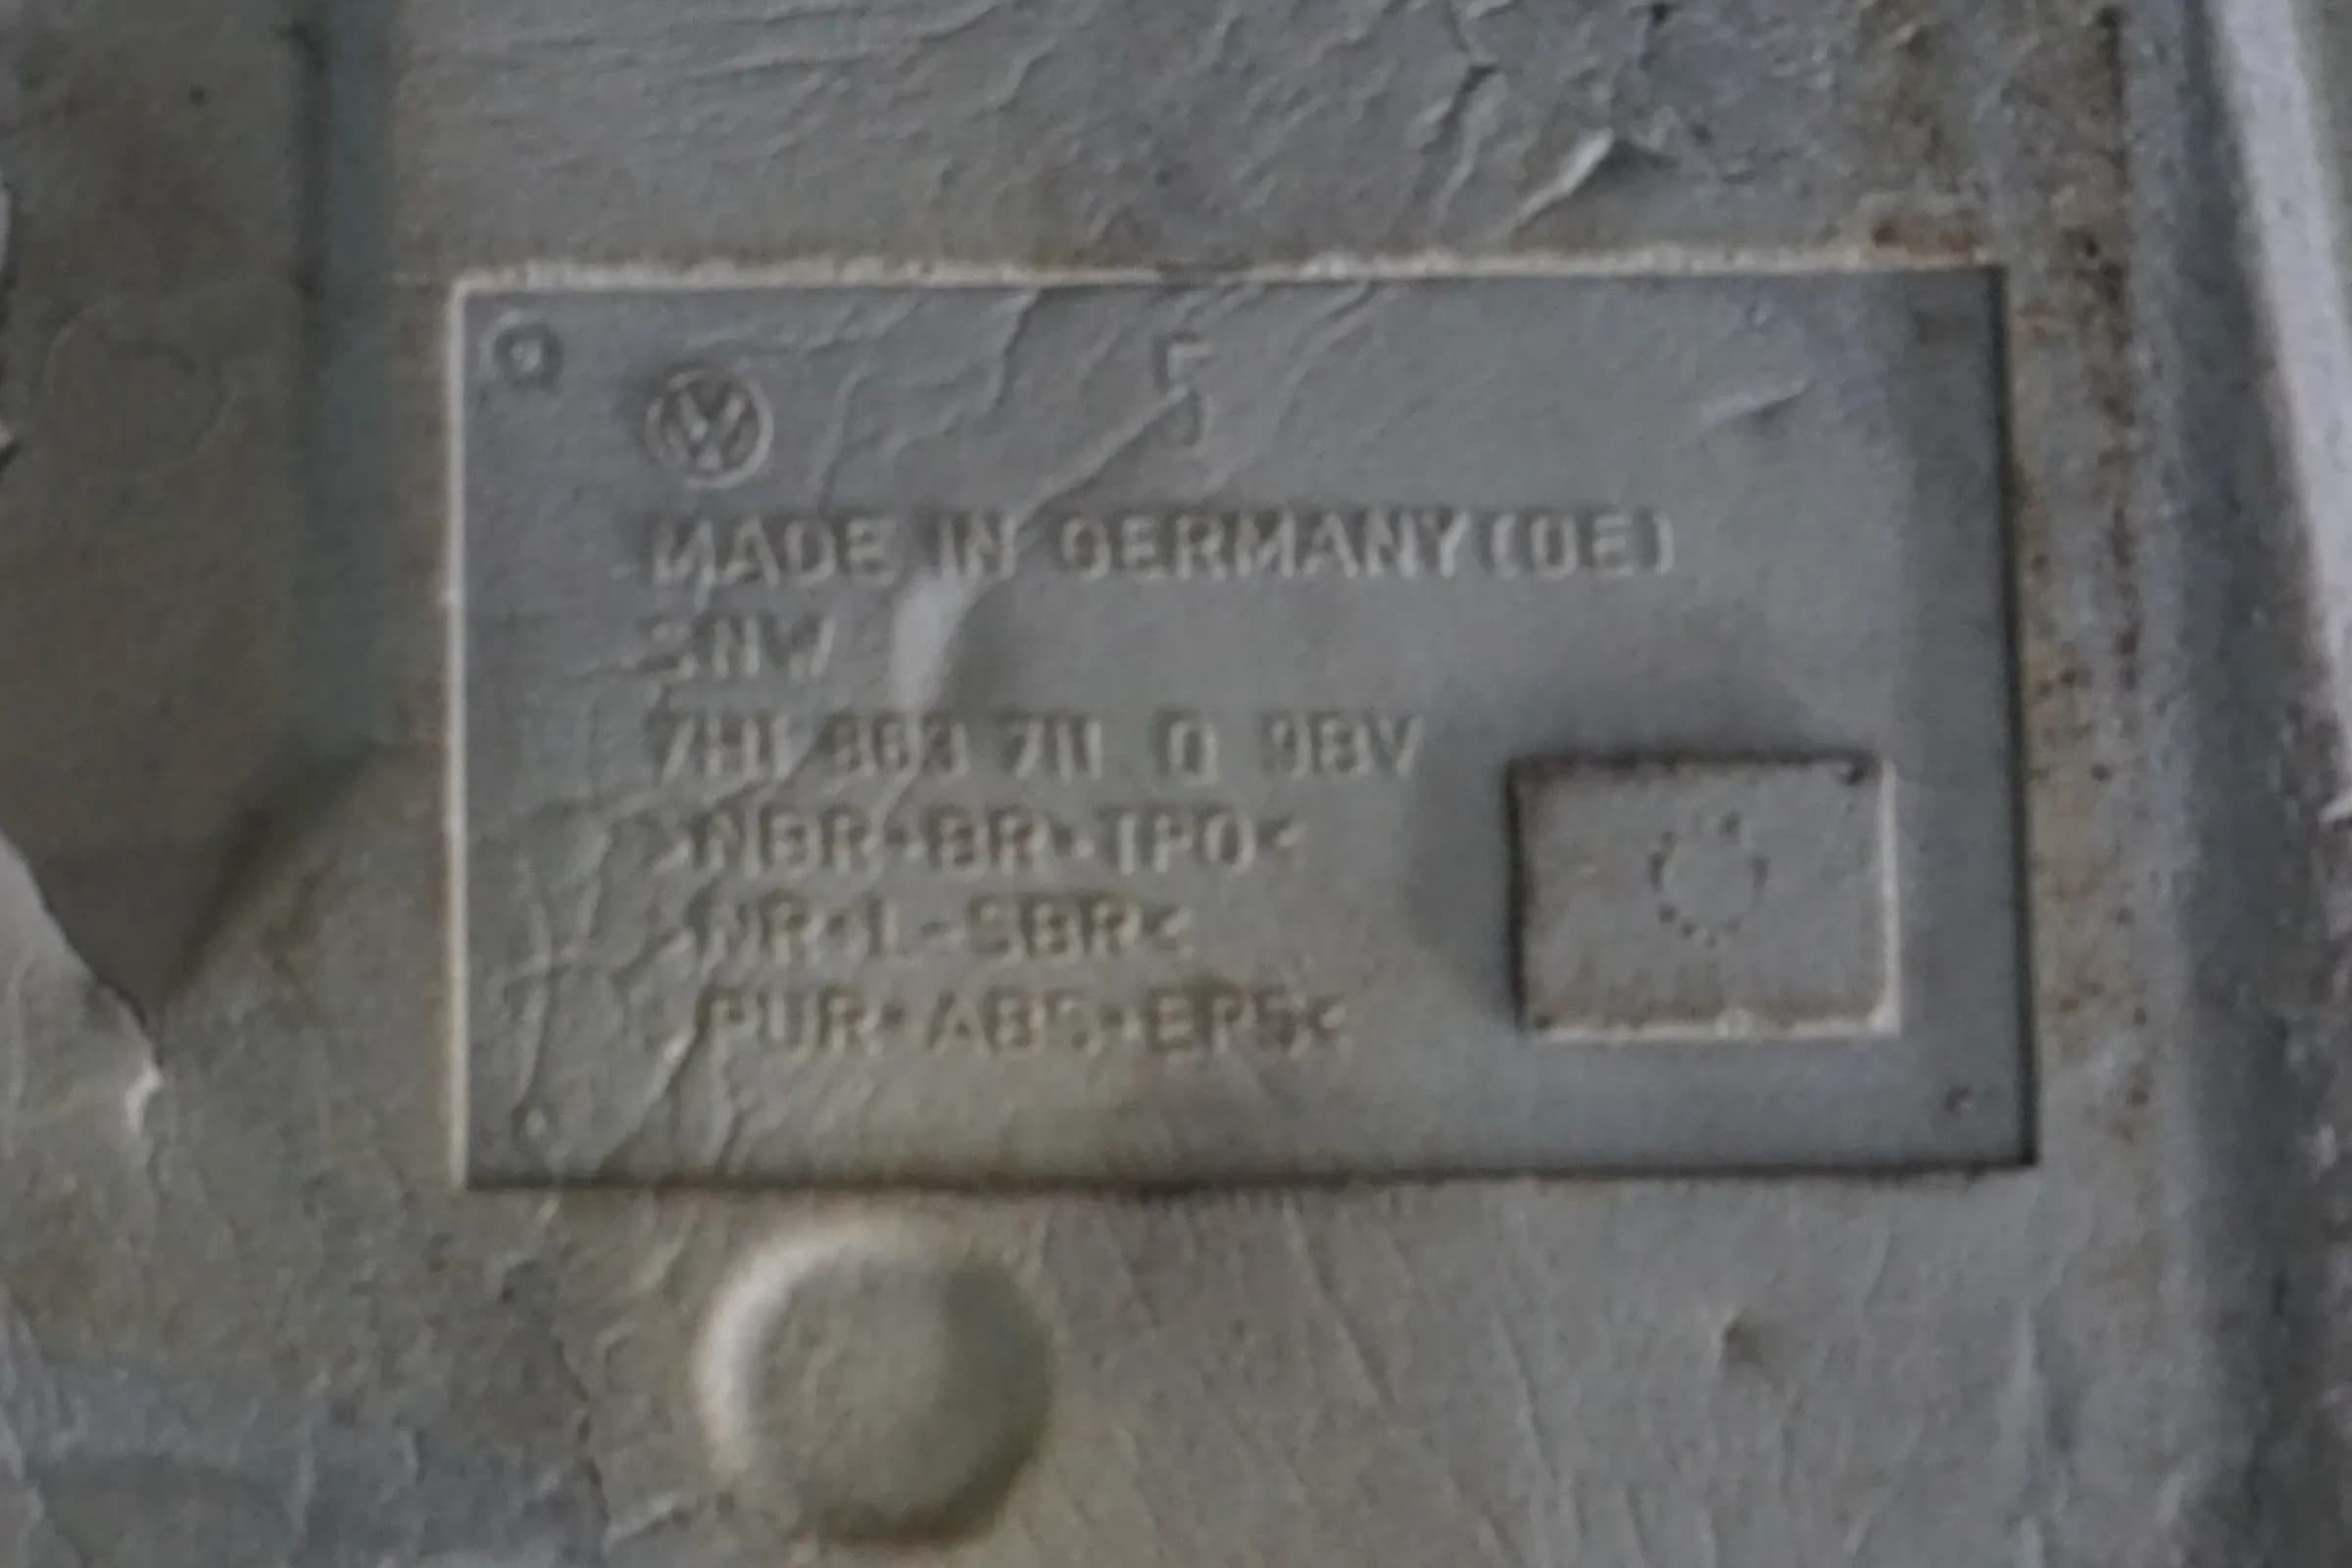 5
MADE IN GERMANY (DE)
7H1 863 711 Q 9BV
>NBR+BR+TPO<
>NR+L-SBR<
>PUR+ABS+EPS<